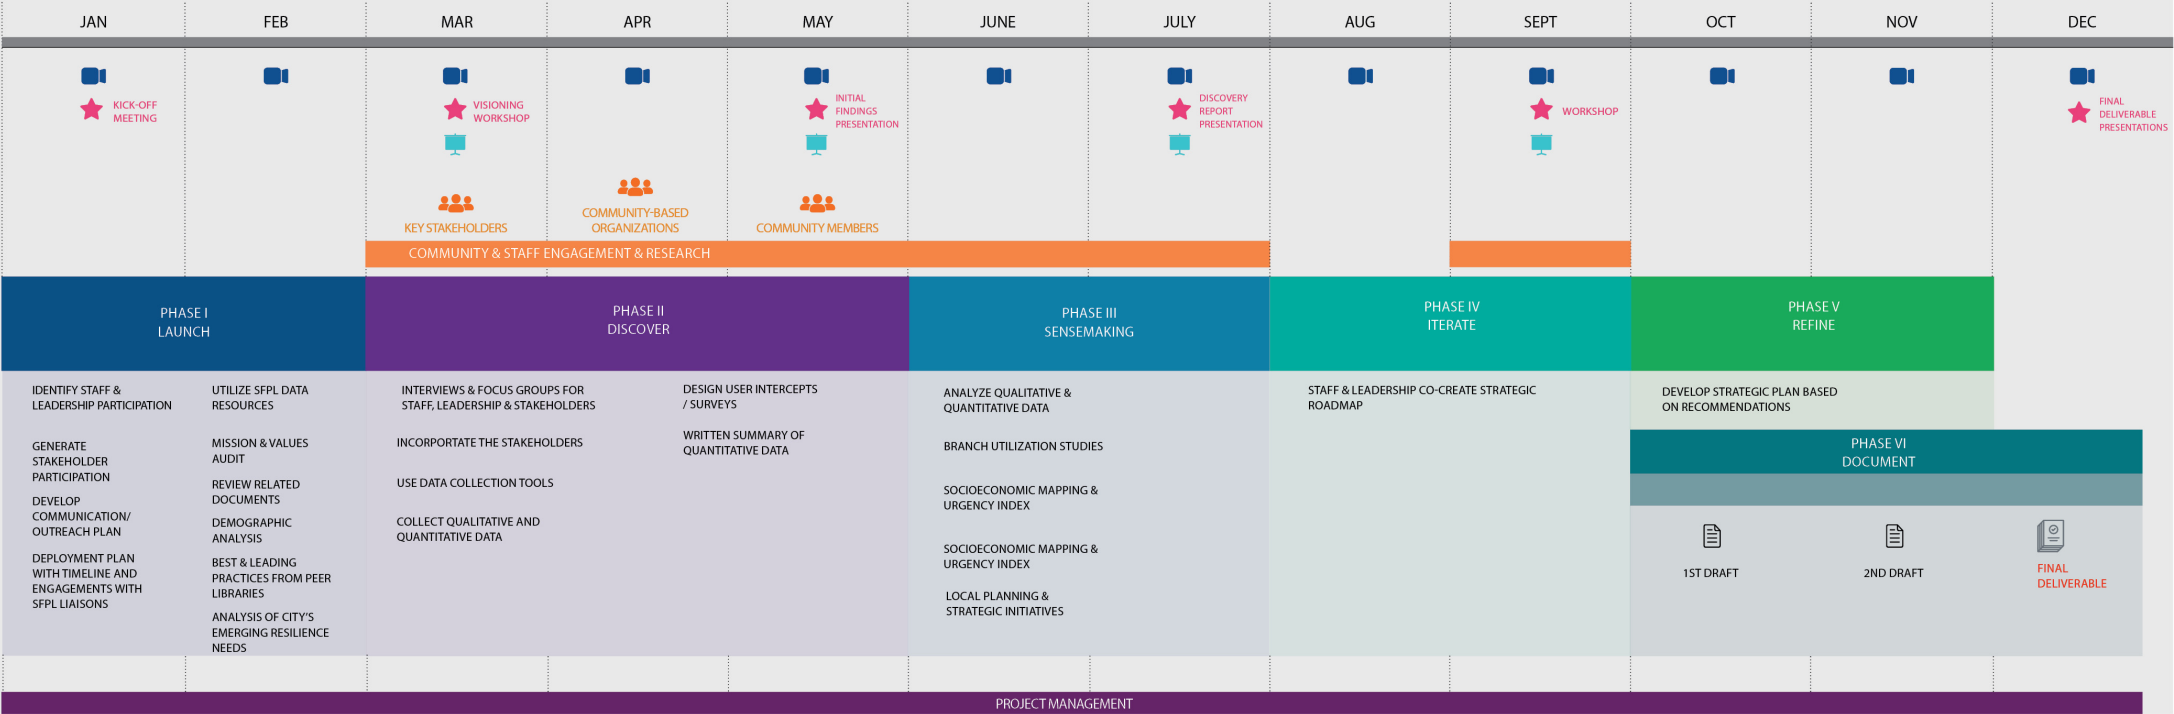 JAN
FEB
MAR
APR
MAY
JUNE
JULY
AUG
SEPT
OCT
NOV
DEC
KICK-OFF
MEETING
VISIONING
WORKSHOP
INITIAL
FINDINGS
PRESENTATION
DISCOVERY
REPORT
PRESENTATION
WORKSHOP
FINAL
DELIVERABLE
PRESENTATIONS
KEY STAKEHOLDERS
COMMUNITY-BASED
ORGANIZATIONS
COMMUNITY MEMBERS
COMMUNITY & STAFF ENGAGEMENT & RESEARCH
PHASE I
LAUNCH
PHASE II
DISCOVER
PHASE III
SENSEMAKING
PHASE IV
ITERATE
PHASE V
REFINE
IDENTIFY STAFF &
LEADERSHIP PARTICIPATION
GENERATE
STAKEHOLDER
PARTICIPATION
DEVELOP
COMMUNICATION/
OUTREACH PLAN
DEPLOYMENT PLAN
WITH TIMELINE AND
ENGAGEMENTS WITH
SFPL LIAISONS
UTILIZE SFPL DATA
RESOURCES
MISSION & VALUES
AUDIT
REVIEW RELATED
DOCUMENTS
DEMOGRAPHIC
ANALYSIS
BEST & LEADING
PRACTICES FROM PEER
LIBRARIES
ANALYSIS OF CITY'S
EMERGING RESILIENCE
NEEDS
INTERVIEWS & FOCUS GROUPS FOR
STAFF, LEADERSHIP & STAKEHOLDERS
INCORPORTATE THE STAKEHOLDERS
USE DATA COLLECTION TOOLS
COLLECT QUALITATIVE AND
QUANTITATIVE DATA
DESIGN USER INTERCEPTS
/ SURVEYS
WRITTEN SUMMARY OF
QUANTITATIVE DATA
ANALYZE QUALITATIVE &
QUANTITATIVE DATA
BRANCH UTILIZATION STUDIES
SOCIOECONOMIC MAPPING &
URGENCY INDEX
SOCIOECONOMIC MAPPING &
URGENCY INDEX
LOCAL PLANNING &
STRATEGIC INITIATIVES
STAFF & LEADERSHIP CO-CREATE STRATEGIC
ROADMAP
DEVELOP STRATEGIC PLAN BASED
ON RECOMMENDATIONS
PHASE VI
DOCUMENT
1ST DRAFT
2ND DRAFT
FINAL
DELIVERABLE
PROJECT MANAGEMENT